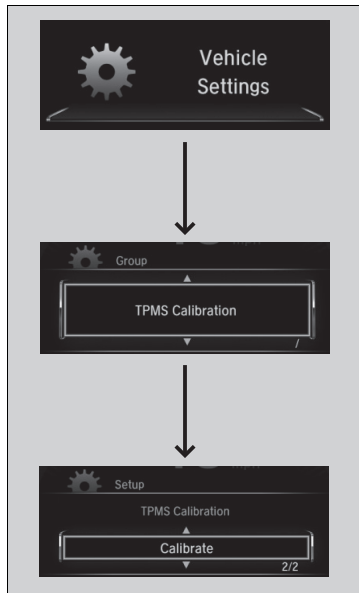 Vehicle
Settings
Group
▲
TPMS Calibration
▼
/
Setup
TPMS Calibration
▲
Calibrate
▼
2/2